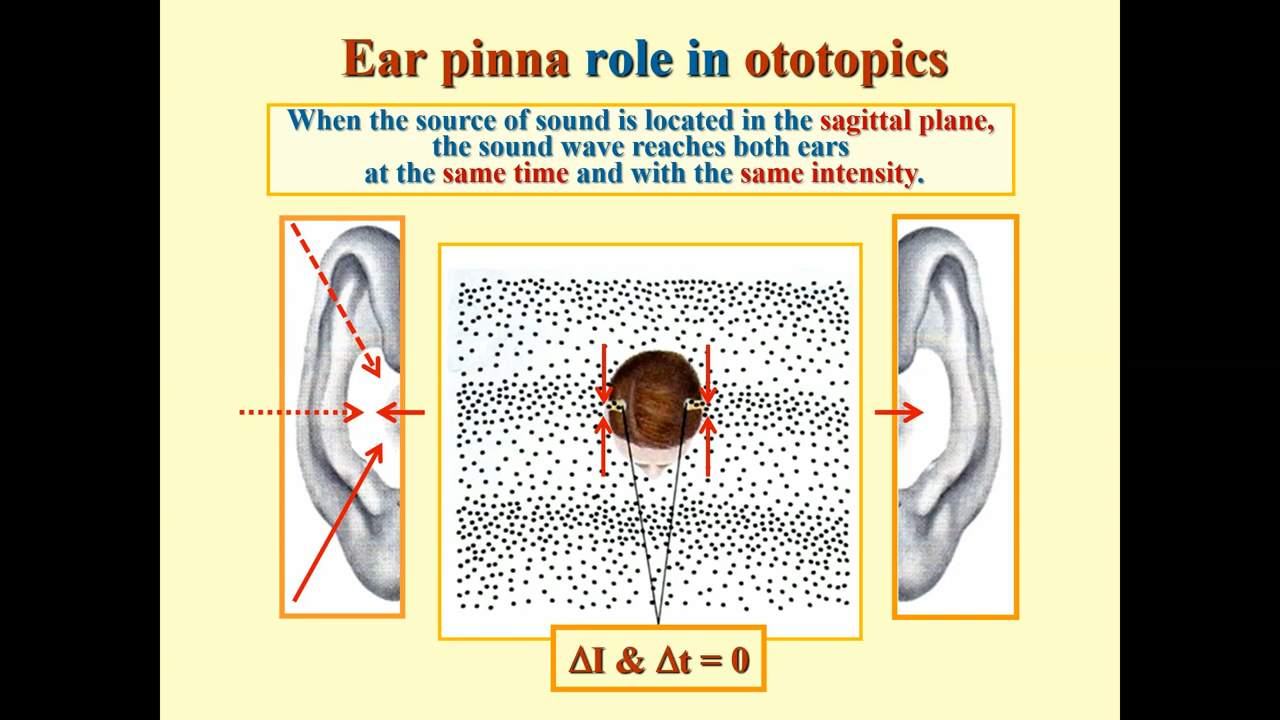 Ear pinna role in ototopics
When the source of sound is located in the sagittal plane,
the sound wave reaches both ears
at the same time and with the same intensity.
ΔI & Δt = 0